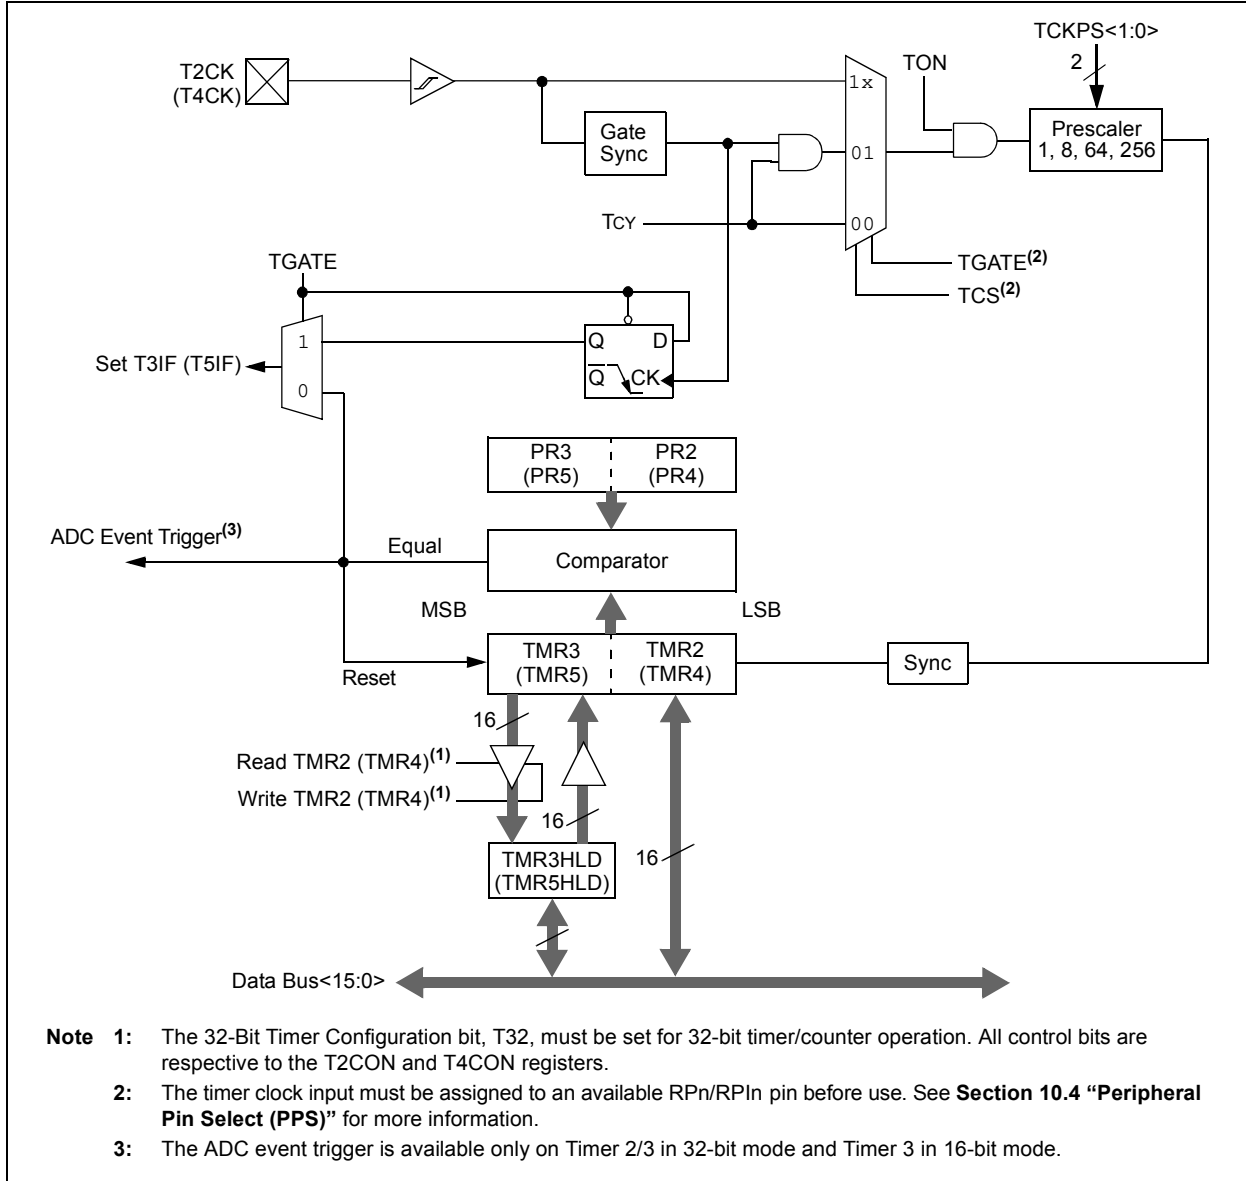 TCKPS<1:0>
2
TON
T2CK
(T4CK)
1x
Gate
Sync
Prescaler
1, 8, 64, 256
01
TCY
00
TGATE(2)
TCS(2)
TGATE
1
Q D
Set T3IF (T5IF)
Q CK
0
PR3 PR2
(PR5) (PR4)
ADC Event Trigger(3)
Equal
Comparator
MSB LSB
TMR3 TMR2
(TMR5) (TMR4)
Sync
Reset
16
Read TMR2 (TMR4)(1)
Write TMR2 (TMR4)(1)
16
16
TMR3HLD
(TMR5HLD)
Data Bus<15:0>
Note 1: The 32-Bit Timer Configuration bit, T32, must be set for 32-bit timer/counter operation. All control bits are
respective to the T2CON and T4CON registers.
2: The timer clock input must be assigned to an available RPn/RPIn pin before use. See Section 10.4 “Peripheral
Pin Select (PPS)” for more information.
3: The ADC event trigger is available only on Timer 2/3 in 32-bit mode and Timer 3 in 16-bit mode.